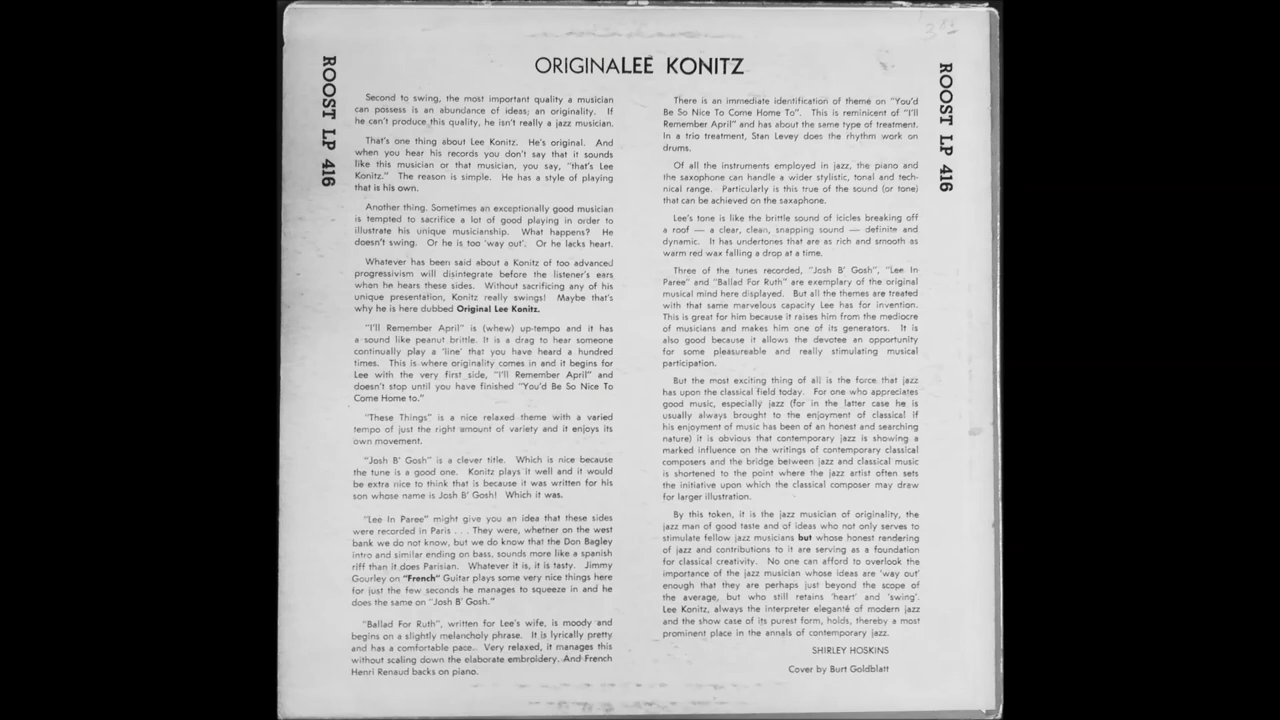 ORIGINALEE KONITZ
ROOST LP 416
Second to swing, the most important quality a musician
can possess is an abundance of ideas; an originality. If
he can't produce this quality, he isn't really a jazz musician.
That's one thing about Lee Konitz. He's original. And
when you hear his records you don't say that it sounds
like this musician or that musician, you say, "that's Lee
Konitz." The reason is simple. He has a style of playing
that is his own.
Another thing. Sometimes an exceptionally good musician
is tempted to sacrifice a lot of good playing in order to
illustrate his unique musicianship. What happens? He
doesn't swing. Or he is too 'way out'. Or he lacks heart.
Whatever has been said about a Konitz of too advanced
progressivism will disintegrate before the listener's ears
when he hears these sides. Without sacrificing any of his
unique presentation, Konitz really swings! Maybe that's
why he is here dubbed Original Lee Konitz.
"I'll Remember April" is (whew) up-tempo and it has
a sound like peanut brittle. It is a drag to hear someone
continually play a 'line' that you have heard a hundred
times. This is where originality comes in and it begins for
Lee with the very first side, "I'll Remember April" and
doesn't stop until you have finished "You'd Be So Nice To
Come Home to."
"These Things" is a nice relaxed theme with a varied
tempo of just the right amount of variety and it enjoys its
own movement.
"Josh B' Gosh" is a clever title. Which is nice because
the tune is a good one. Konitz plays it well and it would
be extra nice to think that is because it was written for his
son whose name is Josh B' Gosh! Which it was.
"Lee In Paree" might give you an idea that these sides
were recorded in Paris . . . They were, whether on the west
bank we do not know, but we do know that the Don Bagley
intro and similar ending on bass, sounds more like a spanish
riff than it does Parisian. Whatever it is, it is tasty. Jimmy
Gourley on "French" Guitar plays some very nice things here
for just the few seconds he manages to squeeze in and he
does the same on "Josh B' Gosh."
"Ballad For Ruth", written for Lee's wife, is moody and
begins on a slightly melancholy phrase. It is lyrically pretty
and has a comfortable pace. Very relaxed, it manages this
without scaling down the elaborate embroidery. And French
Henri Renaud backs on piano.
There is an immediate identification of theme on "You'd
Be So Nice To Come Home To". This is reminicent of "I'll
Remember April" and has about the same type of treatment.
In a trio treatment, Stan Levey does the rhythm work on
drums.
Of all the instruments employed in jazz, the piano and
the saxophone can handle a wider stylistic, tonal and tech-
nical range. Particularly is this true of the sound (or tone)
that can be achieved on the saxaphone.
Lee's tone is like the brittle sound of icicles breaking off
a roof — a clear, clean, snapping sound — definite and
dynamic. It has undertones that are as rich and smooth as
warm red wax falling a drop at a time.
Three of the tunes recorded, "Josh B' Gosh", "Lee In
Paree" and "Ballad For Ruth" are exemplary of the original
musical mind here displayed. But all the themes are treated
with that same marvelous capacity Lee has for invention.
This is great for him because it raises him from the mediocre
of musicians and makes him one of its generators. It is
also good because it allows the devotee an opportunity
for some pleasureable and really stimulating musical
participation.
But the most exciting thing of all is the force that jazz
has upon the classical field today. For one who appreciates
good music, especially jazz (for in the latter case he is
usually always brought to the enjoyment of classical if
his enjoyment of music has been of an honest and searching
nature) it is obvious that contemporary jazz is showing a
marked influence on the writings of contemporary classical
composers and the bridge between jazz and classical music
is shortened to the point where the jazz artist often sets
the initiative upon which the classical composer may draw
for larger illustration.
By this token, it is the jazz musician of originality, the
jazz man of good taste and of ideas who not only serves to
stimulate fellow jazz musicians but whose honest rendering
of jazz and contributions to it are serving as a foundation
for classical creativity. No one can afford to overlook the
importance of the jazz musician whose ideas are 'way out'
enough that they are perhaps just beyond the scope of
the average, but who still retains 'heart' and 'swing'.
Lee Konitz, always the interpreter eleganté of modern jazz
and the show case of its purest form, holds, thereby a most
prominent place in the annals of contemporary jazz.
SHIRLEY HOSKINS
Cover by Burt Goldblatt
ROOST LP 416